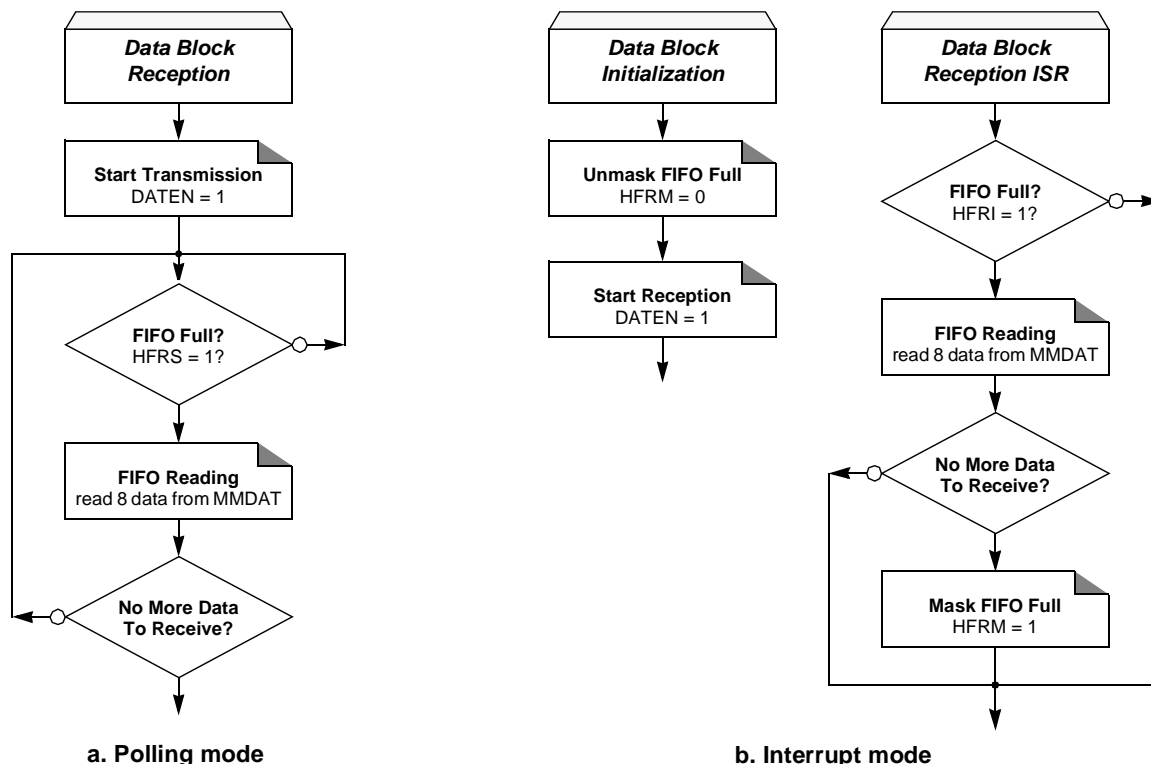 Data Block
Reception
Start Transmission
DATEN = 1
FIFO Full?
HFRS = 1?
FIFO Reading
read 8 data from MMDAT
No More Data
To Receive?
a. Polling mode
Data Block
Initialization
Unmask FIFO Full
HFRM = 0
Start Reception
DATEN = 1
Data Block
Reception ISR
FIFO Full?
HFRI = 1?
FIFO Reading
read 8 data from MMDAT
No More Data
To Receive?
Mask FIFO Full
HFRM = 1
b. Interrupt mode